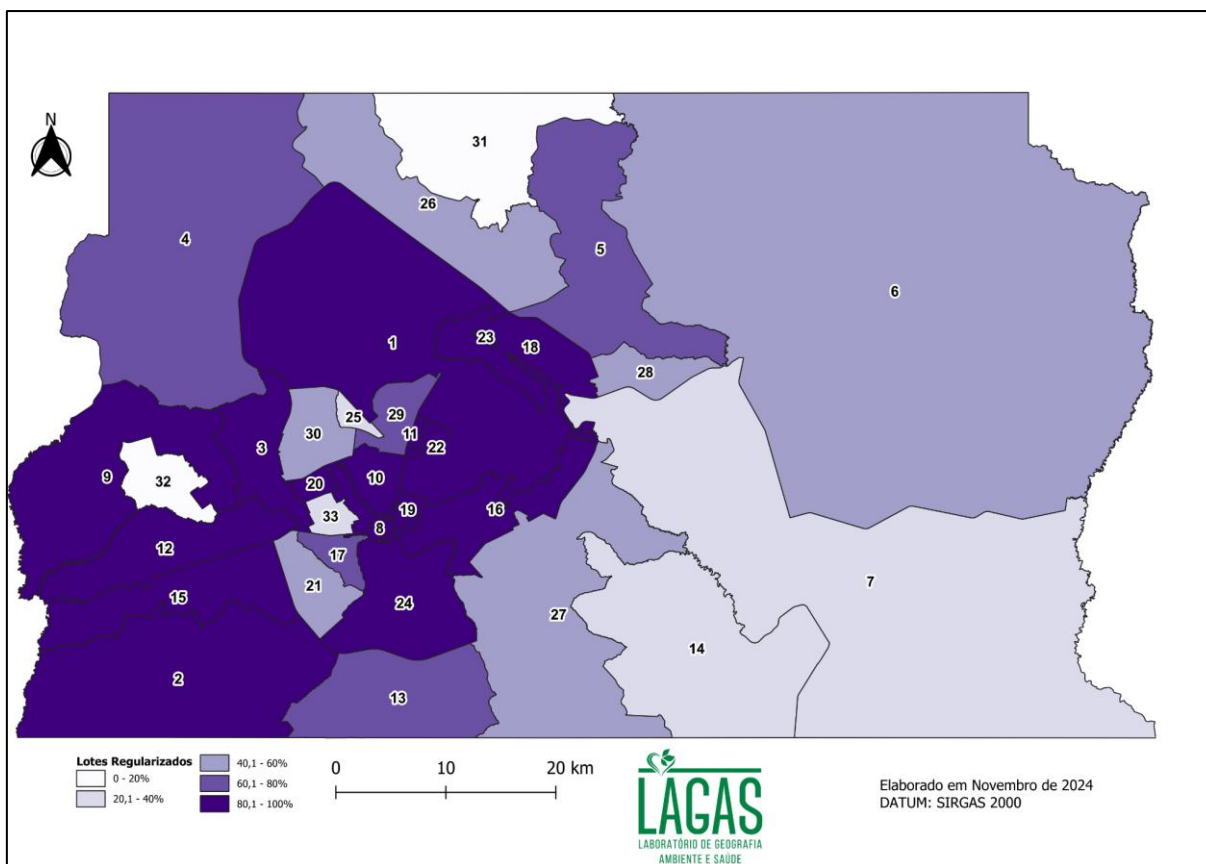 N
31
26
4
5
6
23
1
18
28
25
29
30
11
3
22
9
32
20
10
19
16
33
8
12
17
7
21
15
24
27
14
2
13
Lotes Regularizados
0 - 20%
20,1 - 40%
40,1 - 60%
60,1 - 80%
80,1 - 100%
0 10 20 km
LAGAS
LABORATÓRIO DE GEOGRAFIA
AMBIENTE E SAÚDE
Elaborado em Novembro de 2024
DATUM: SIRGAS 2000